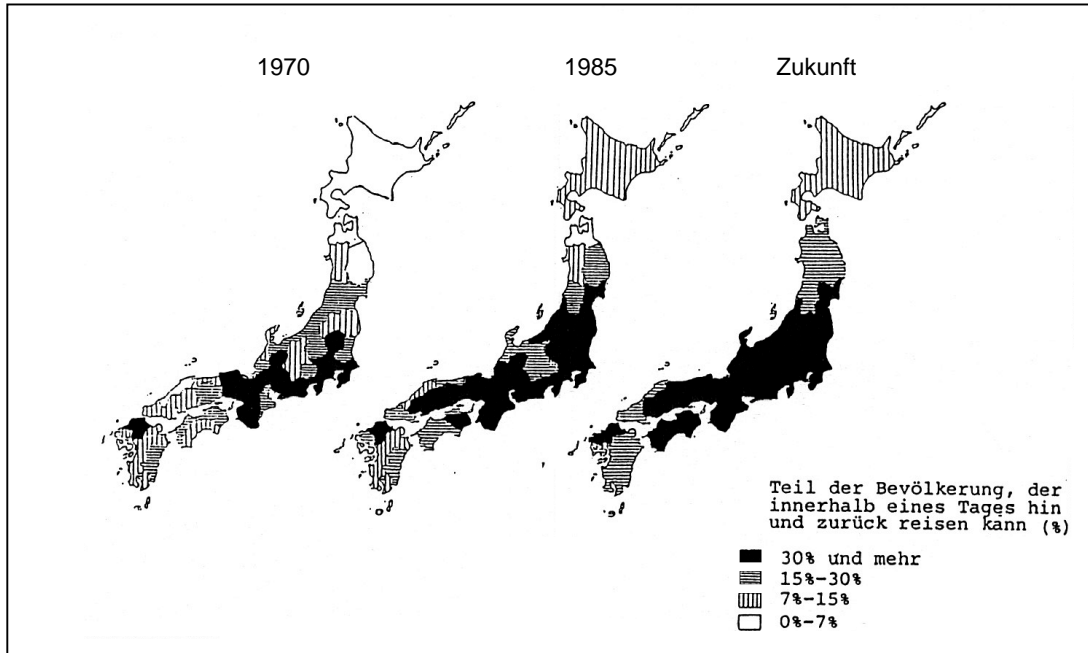 1970
1985
Zukunft
Teil der Bevölkerung, der
innerhalb eines Tages hin
und zurück reisen kann (%)
30% und mehr
15%-30%
7%-15%
0%-7%